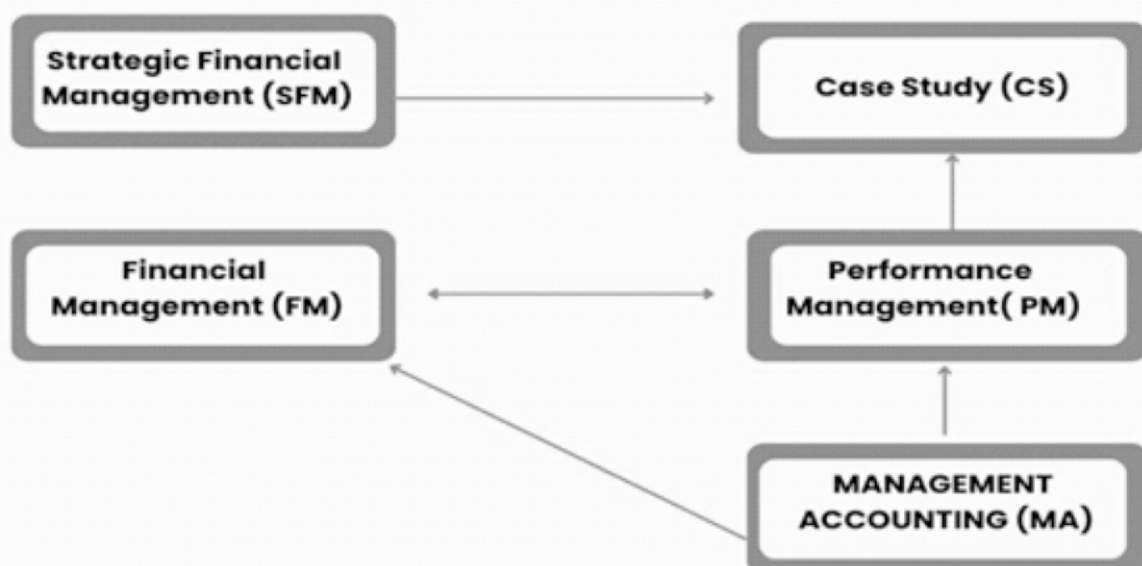 Strategic Financial
Management (SFM)
Case Study (CS)
Financial
Management (FM)
Performance
Management( PM)
MANAGEMENT
ACCOUNTING (MA)